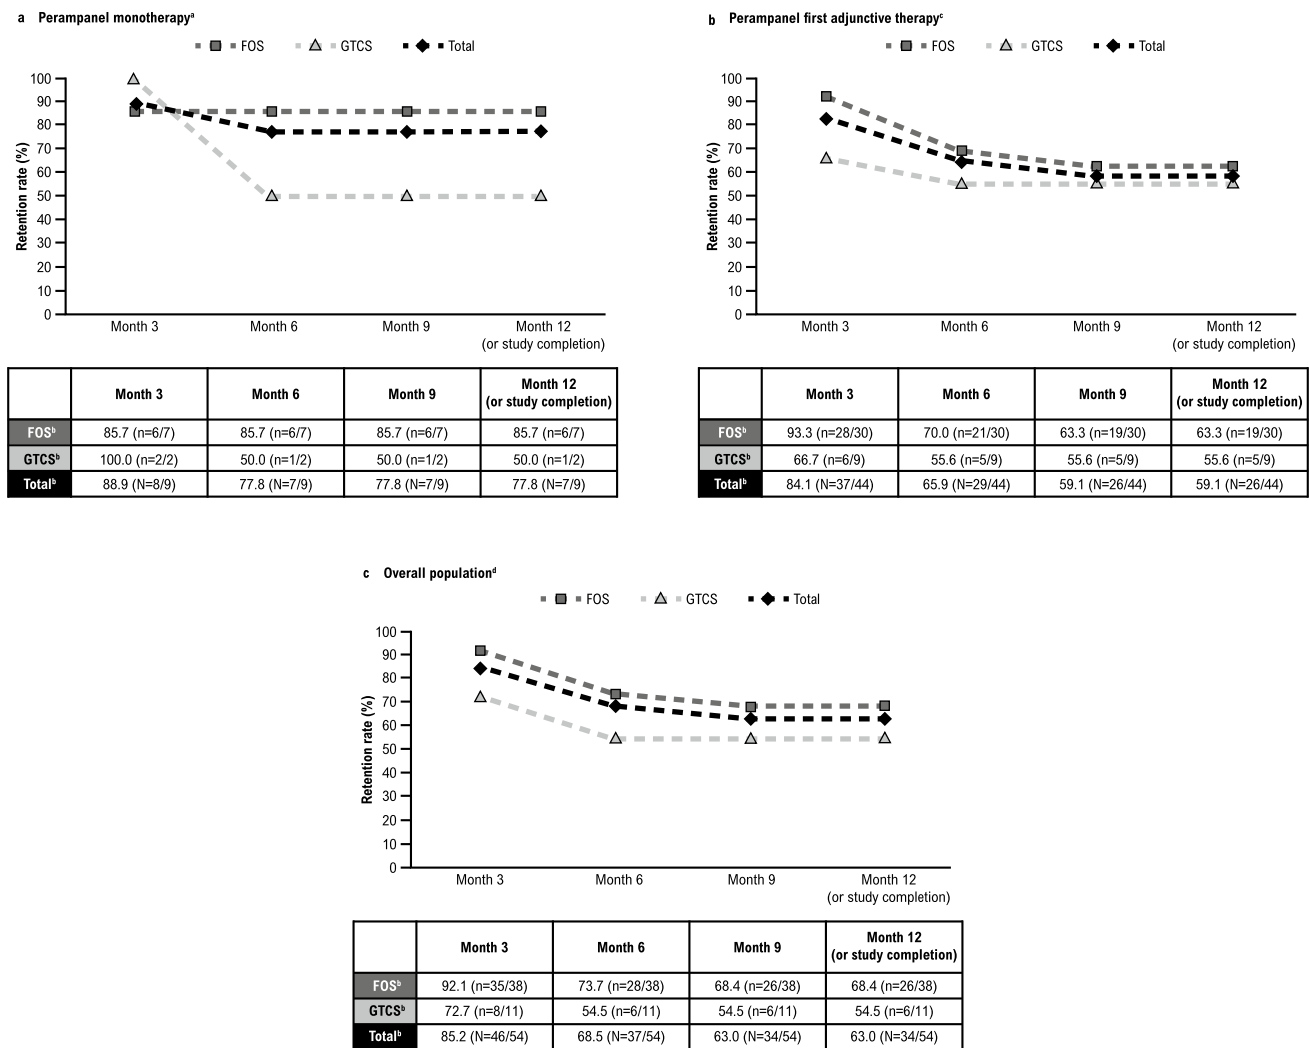 a Perampanel monotherapyᵃ
FOS GTCS Total
100
90
80
70
60
50
40
30
20
10
0
Retention rate (%)
Month 3 Month 6 Month 9 Month 12
(or study completion)
Month 3 Month 6 Month 9 Month 12
(or study completion)
FOSᵇ 85.7 (n=6/7) 85.7 (n=6/7) 85.7 (n=6/7) 85.7 (n=6/7)
GTCSᵇ 100.0 (n=2/2) 50.0 (n=1/2) 50.0 (n=1/2) 50.0 (n=1/2)
Totalᵇ 88.9 (N=8/9) 77.8 (N=7/9) 77.8 (N=7/9) 77.8 (N=7/9)
b Perampanel first adjunctive therapyᶜ
FOS GTCS Total
100
90
80
70
60
50
40
30
20
10
0
Retention rate (%)
Month 3 Month 6 Month 9 Month 12
(or study completion)
Month 3 Month 6 Month 9 Month 12
(or study completion)
FOSᵇ 93.3 (n=28/30) 70.0 (n=21/30) 63.3 (n=19/30) 63.3 (n=19/30)
GTCSᵇ 66.7 (n=6/9) 55.6 (n=5/9) 55.6 (n=5/9) 55.6 (n=5/9)
Totalᵇ 84.1 (N=37/44) 65.9 (N=29/44) 59.1 (N=26/44) 59.1 (N=26/44)
c Overall populationᵈ
FOS GTCS Total
100
90
80
70
60
50
40
30
20
10
0
Retention rate (%)
Month 3 Month 6 Month 9 Month 12
(or study completion)
Month 3 Month 6 Month 9 Month 12
(or study completion)
FOSᵇ 92.1 (n=35/38) 73.7 (n=28/38) 68.4 (n=26/38) 68.4 (n=26/38)
GTCSᵇ 72.7 (n=8/11) 54.5 (n=6/11) 54.5 (n=6/11) 54.5 (n=6/11)
Totalᵇ 85.2 (N=46/54) 68.5 (N=37/54) 63.0 (N=34/54) 63.0 (N=34/54)